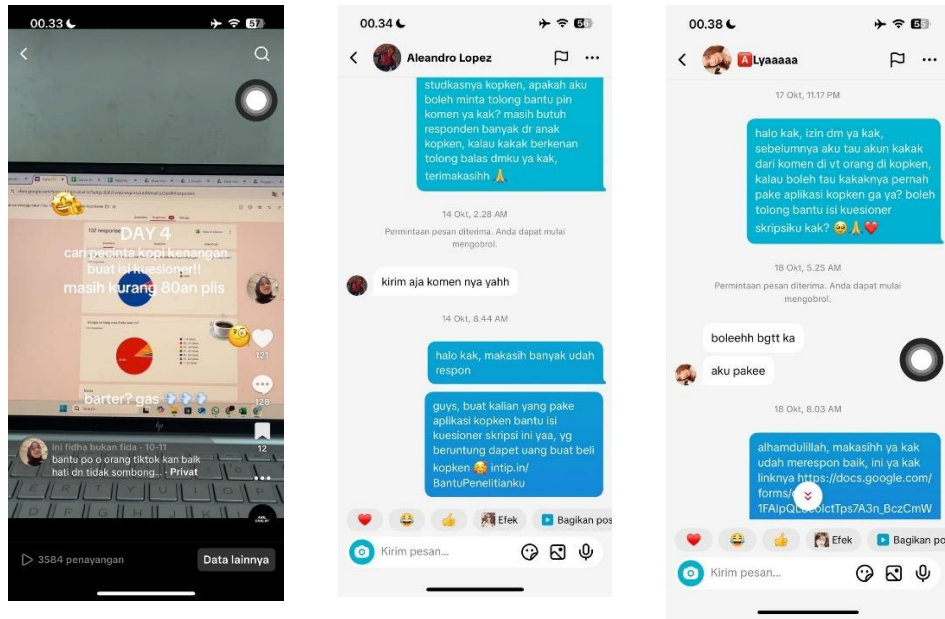 00.33
57
132 responses
DAY 4
cari pecinta kopi kenangan
buat isi kuesioner!!
masih kurang 80an plis
121
126
barter? gas
12
ini fidha bukan fida · 10-11
bantu po o orang tiktok kan baik
hati dn tidak sombong... · Privat
3584 penayangan
Data lainnya
00.34
Aleandro Lopez
studkasnya kopken, apakah aku
boleh minta tolong bantu pin
komen ya kak? masih butuh
responden banyak dr anak
kopken, kalau kakak berkenan
tolong balas dmku ya kak,
terimakasihh 🙏
14 Okt, 2.28 AM
Permintaan pesan diterima. Anda dapat mulai
mengobrol.
kirim aja komen nya yahh
14 Okt, 8.44 AM
halo kak, makasih banyak udah
respon
guys, buat kalian yang pake
aplikasi kopken bantu isi
kuesioner skripsi ini yaa, yg
beruntung dapet uang buat beli
kopken 🥰 intip.in/
BantuPenelitianku
Efek
Bagikan pos
Kirim pesan...
00.38
🅰️Lyaaaaa
17 Okt, 11.17 PM
halo kak, izin dm ya kak,
sebelumnya aku tau akun kakak
dari komen di vt orang di kopken,
kalau boleh tau kakaknya pernah
pake aplikasi kopken ga ya? boleh
tolong bantu isi kuesioner
skripsiku kak? 🥹🙏❤️
18 Okt, 5.25 AM
Permintaan pesan diterima. Anda dapat mulai
mengobrol.
boleehh bgtt ka
aku pakee
18 Okt, 8.03 AM
alhamdulillah, makasihh ya kak
udah merespon baik, ini ya kak
linknya https://docs.google.com/
forms/
Efek
Bagikan po
Kirim pesan...